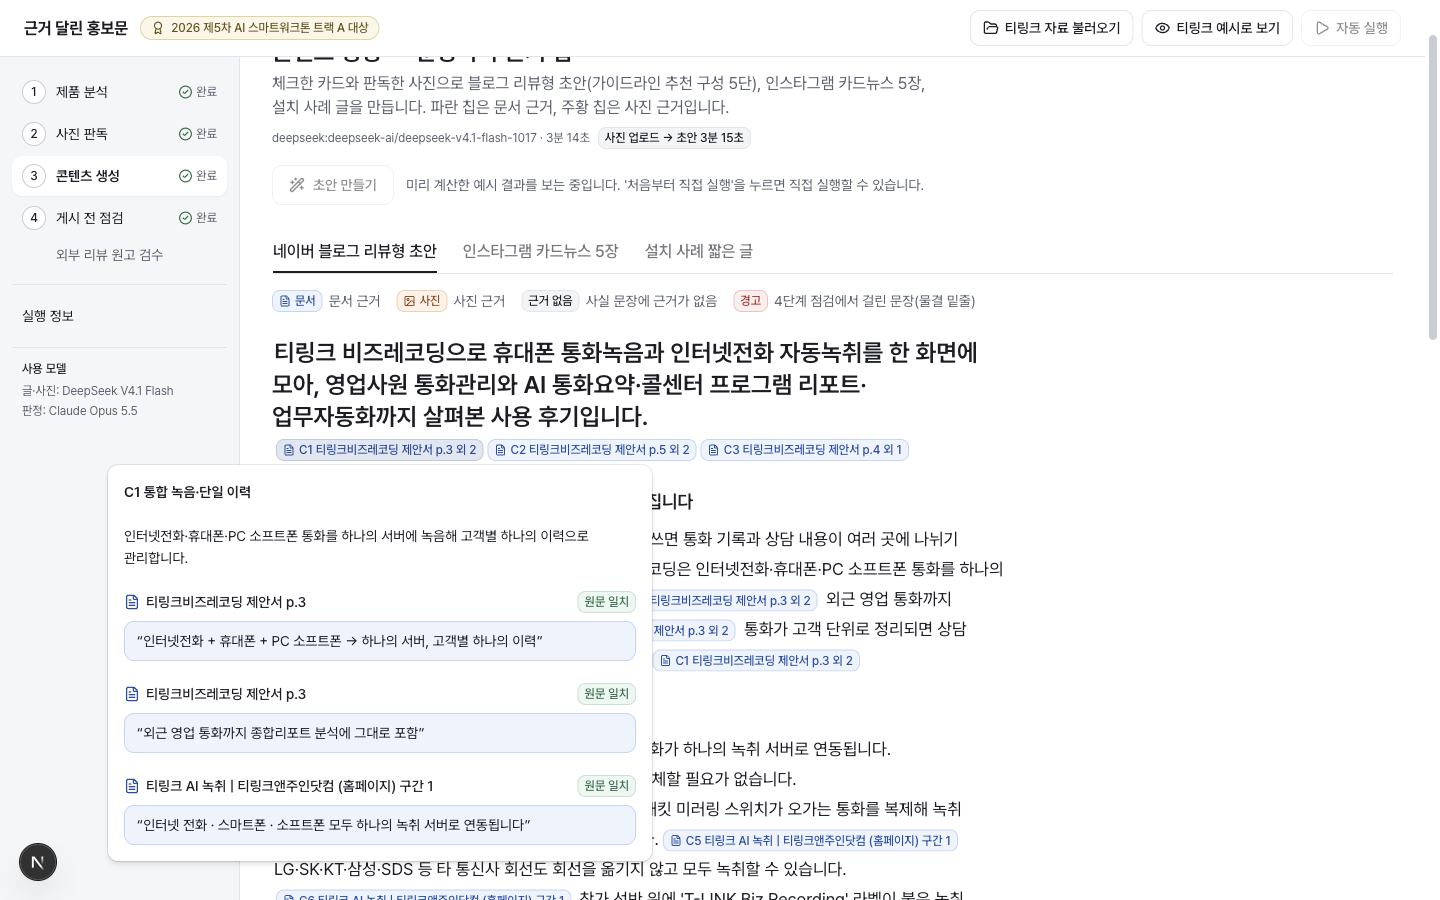 근거 달린 홍보문
2026 제5차 AI 스마트워크톤 트랙 A 대상
티링크 자료 불러오기
티링크 예시로 보기
자동 실행
1 제품 분석 완료
2 사진 판독 완료
3 콘텐츠 생성 완료
4 게시 전 점검 완료
외부 리뷰 원고 검수
실행 정보
사용 모델
글·사진: DeepSeek V4.1 Flash
판정: Claude Opus 5.5
체크한 카드와 판독한 사진으로 블로그 리뷰형 초안(가이드라인 추천 구성 5단), 인스타그램 카드뉴스 5장,
설치 사례 글을 만듭니다. 파란 칩은 문서 근거, 주황 칩은 사진 근거입니다.
deepseek:deepseek-ai/deepseek-v4.1-flash-1017 · 3분 14초 사진 업로드 → 초안 3분 15초
초안 만들기 미리 계산한 예시 결과를 보는 중입니다. '처음부터 직접 실행'을 누르면 직접 실행할 수 있습니다.
네이버 블로그 리뷰형 초안 인스타그램 카드뉴스 5장 설치 사례 짧은 글
문서 문서 근거 사진 사진 근거 근거 없음 사실 문장에 근거가 없음 경고 4단계 점검에서 걸린 문장(물결 밑줄)
티링크 비즈레코딩으로 휴대폰 통화녹음과 인터넷전화 자동녹취를 한 화면에
모아, 영업사원 통화관리와 AI 통화요약·콜센터 프로그램 리포트·
업무자동화까지 살펴본 사용 후기입니다.
C1 티링크비즈레코딩 제안서 p.3 외 2 C2 티링크비즈레코딩 제안서 p.5 외 2 C3 티링크비즈레코딩 제안서 p.4 외 1
C1 통합 녹음·단일 이력
인터넷전화·휴대폰·PC 소프트폰 통화를 하나의 서버에 녹음해 고객별 하나의 이력으로
관리합니다.
티링크비즈레코딩 제안서 p.3 원문 일치
“인터넷전화 + 휴대폰 + PC 소프트폰 → 하나의 서버, 고객별 하나의 이력”
티링크비즈레코딩 제안서 p.3 원문 일치
“외근 영업 통화까지 종합리포트 분석에 그대로 포함”
티링크 AI 녹취 | 티링크앤주인닷컴 (홈페이지) 구간 1 원문 일치
“인터넷 전화 · 스마트폰 · 소프트폰 모두 하나의 녹취 서버로 연동됩니다”
집니다
쓰면 통화 기록과 상담 내용이 여러 곳에 나뉘기
코딩은 인터넷전화·휴대폰·PC 소프트폰 통화를 하나의
티링크비즈레코딩 제안서 p.3 외 2 외근 영업 통화까지
제안서 p.3 외 2 통화가 고객 단위로 정리되면 상담
C1 티링크비즈레코딩 제안서 p.3 외 2
화가 하나의 녹취 서버로 연동됩니다.
체할 필요가 없습니다.
패킷 미러링 스위치가 오가는 통화를 복제해 녹취
C5 티링크 AI 녹취 | 티링크앤주인닷컴 (홈페이지) 구간 1
LG·SK·KT·삼성·SDS 등 타 통신사 회선도 회선을 옮기지 않고 모두 녹취할 수 있습니다.
C6 티링크 AI 녹취 | 티링크앤주인닷컴 (홈페이지) 구간 1 창가 선반 위에 'T-LINK Biz Recording' 라벨이 붙은 녹취